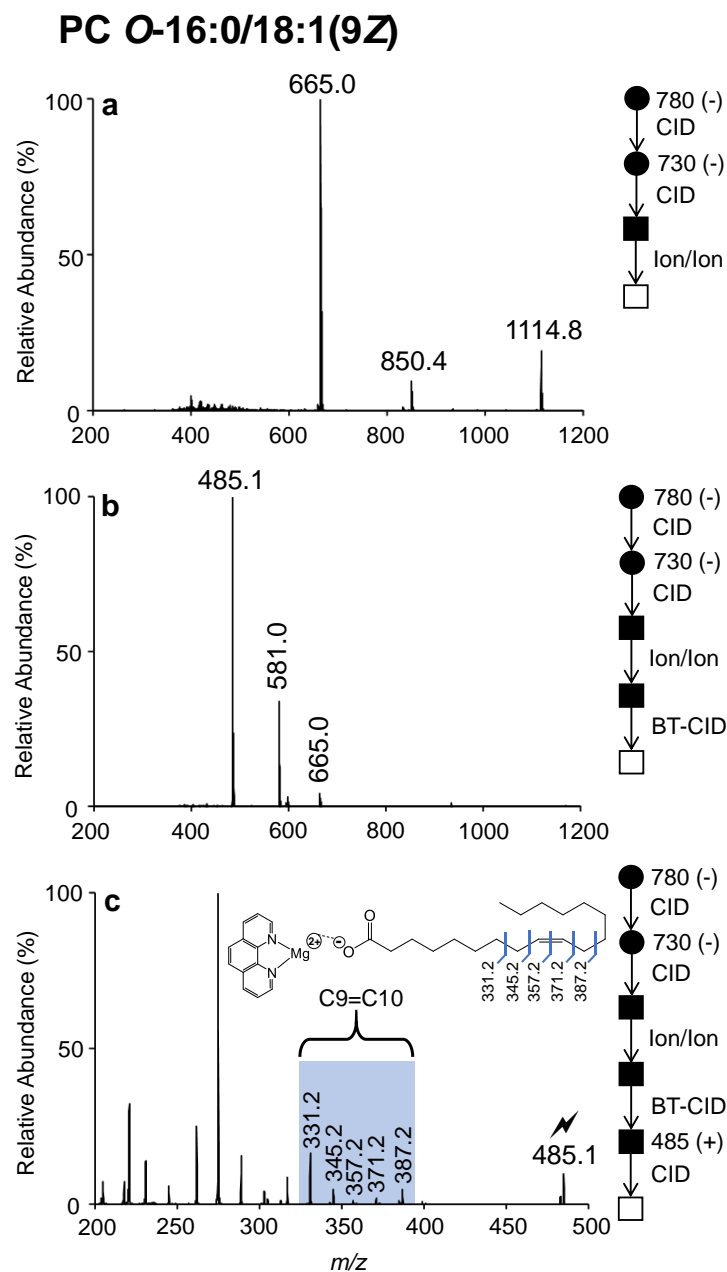 PC O-16:0/18:1(9Z)
a
Relative Abundance (%)
100
50
0
200 400 600 800 1000 1200
665.0
850.4
1114.8
780 (-)
CID
730 (-)
CID
Ion/Ion
b
Relative Abundance (%)
100
50
0
200 400 600 800 1000 1200
485.1
581.0
665.0
780 (-)
CID
730 (-)
CID
Ion/Ion
BT-CID
c
Relative Abundance (%)
100
50
0
200 250 300 350 400 450 500
m/z
N
N
Mg
2+
-
O
O
331.2
345.2
357.2
371.2
387.2
C9=C10
331.2
345.2
357.2
371.2
387.2
485.1
780 (-)
CID
730 (-)
CID
Ion/Ion
BT-CID
485 (+)
CID